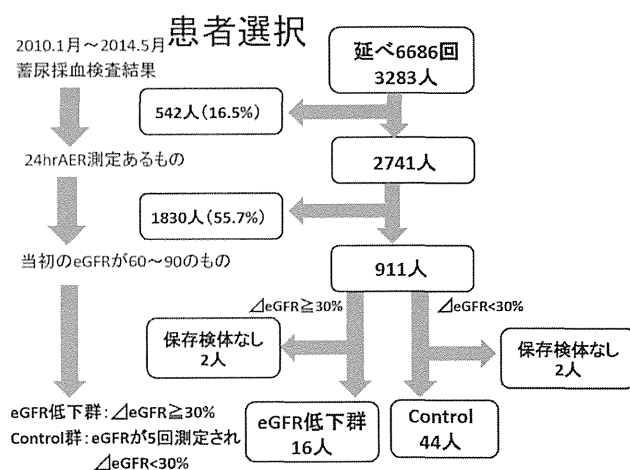 患者選択
2010.1月～2014.5月
蓄尿採血検査結果
延べ6686回
3283人
542人(16.5%)
24hrAER測定あるもの
2741人
1830人(55.7%)
当初のeGFRが60～90のもの
911人
⊿eGFR≧30%
⊿eGFR<30%
保存検体なし
2人
保存検体なし
2人
eGFR低下群:⊿eGFR≧30%
Control群:eGFRが5回測定され
⊿eGFR<30%
eGFR低下群
16人
Control
44人